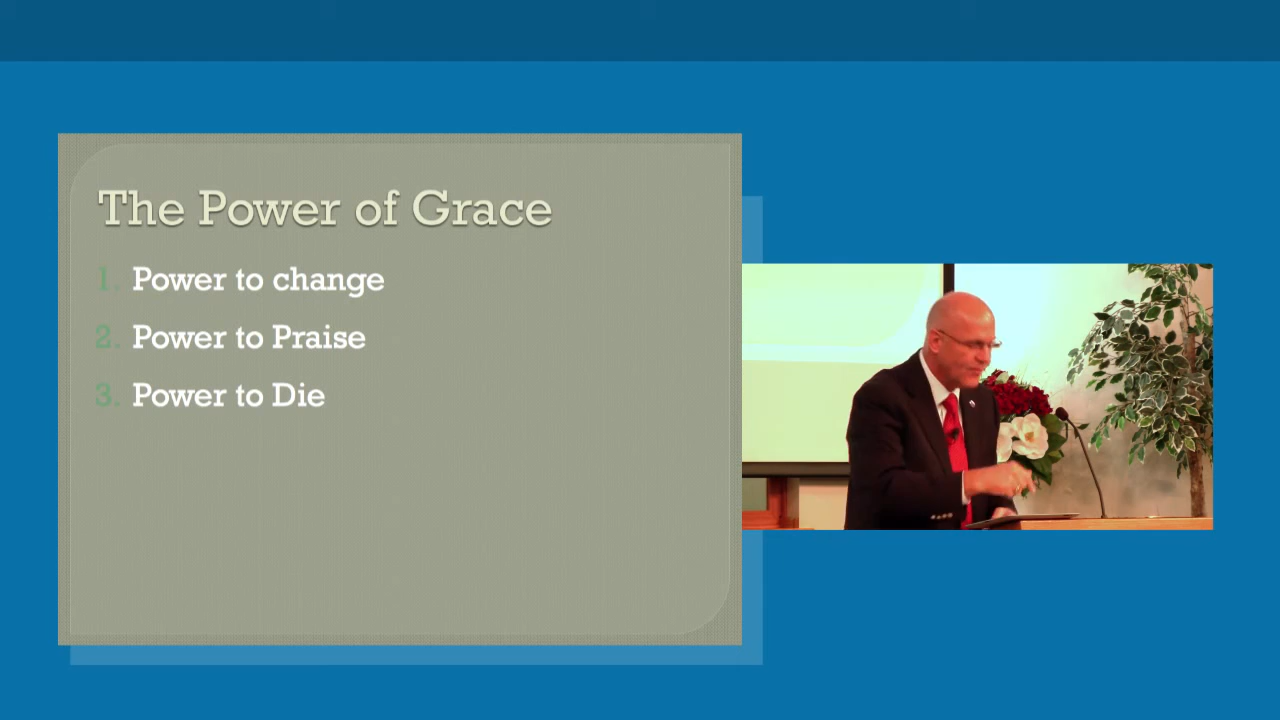 The Power of Grace
1. Power to change
2. Power to Praise
3. Power to Die